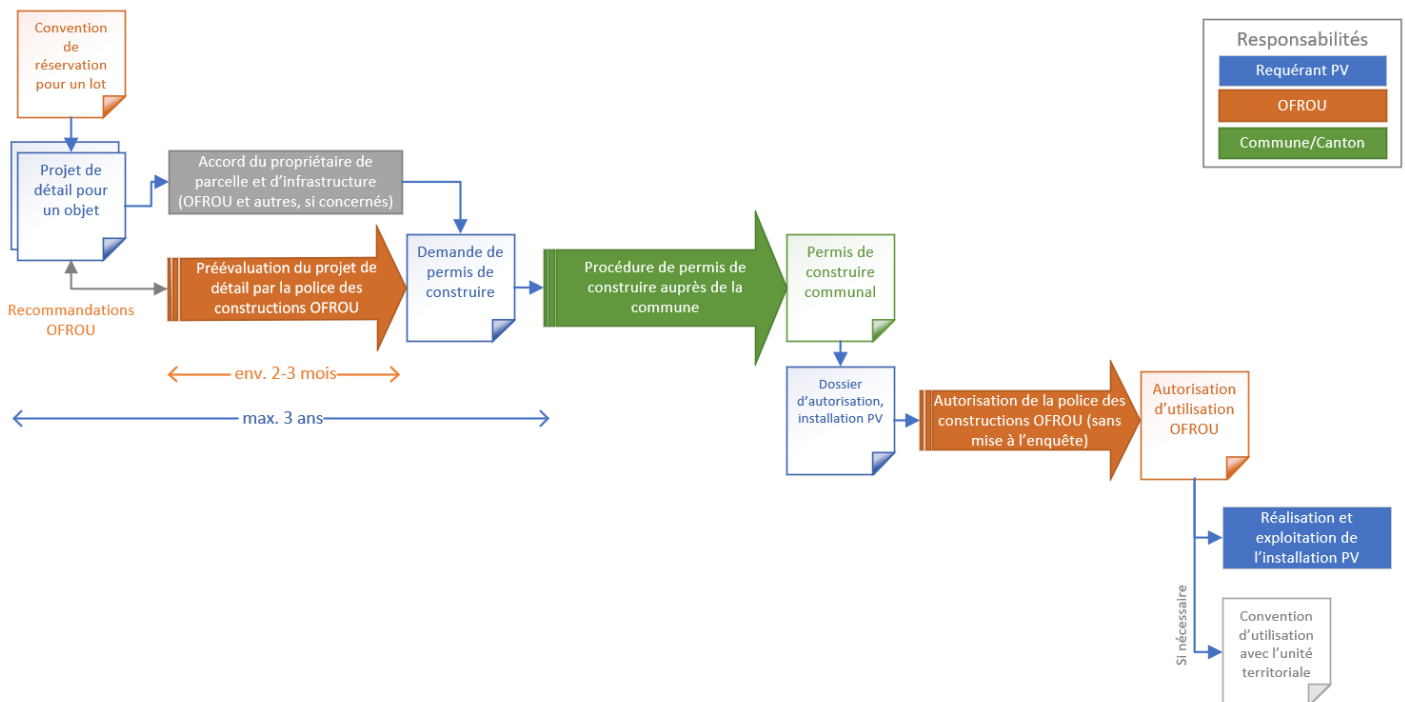 Convention
de
réservation
pour un lot
Projet de
détail pour
un objet
Accord du propriétaire de
parcelle et d'infrastructure
(OFROU et autres, si concernés)
Recommandations
OFROU
Préévaluation du projet de
détail par la police des
constructions OFROU
Demande de
permis de
construire
Procédure de permis de
construire auprès de la
commune
Permis de
construire
communal
env. 2-3 mois
max. 3 ans
Dossier
d'autorisation,
installation PV
Autorisation de la police des
constructions OFROU (sans
mise à l'enquête)
Autorisation
d'utilisation
OFROU
Réalisation et
exploitation de
l'installation PV
Si nécessaire
Convention
d'utilisation
avec l'unité
territoriale
Responsabilités
Requérant PV
OFROU
Commune/Canton